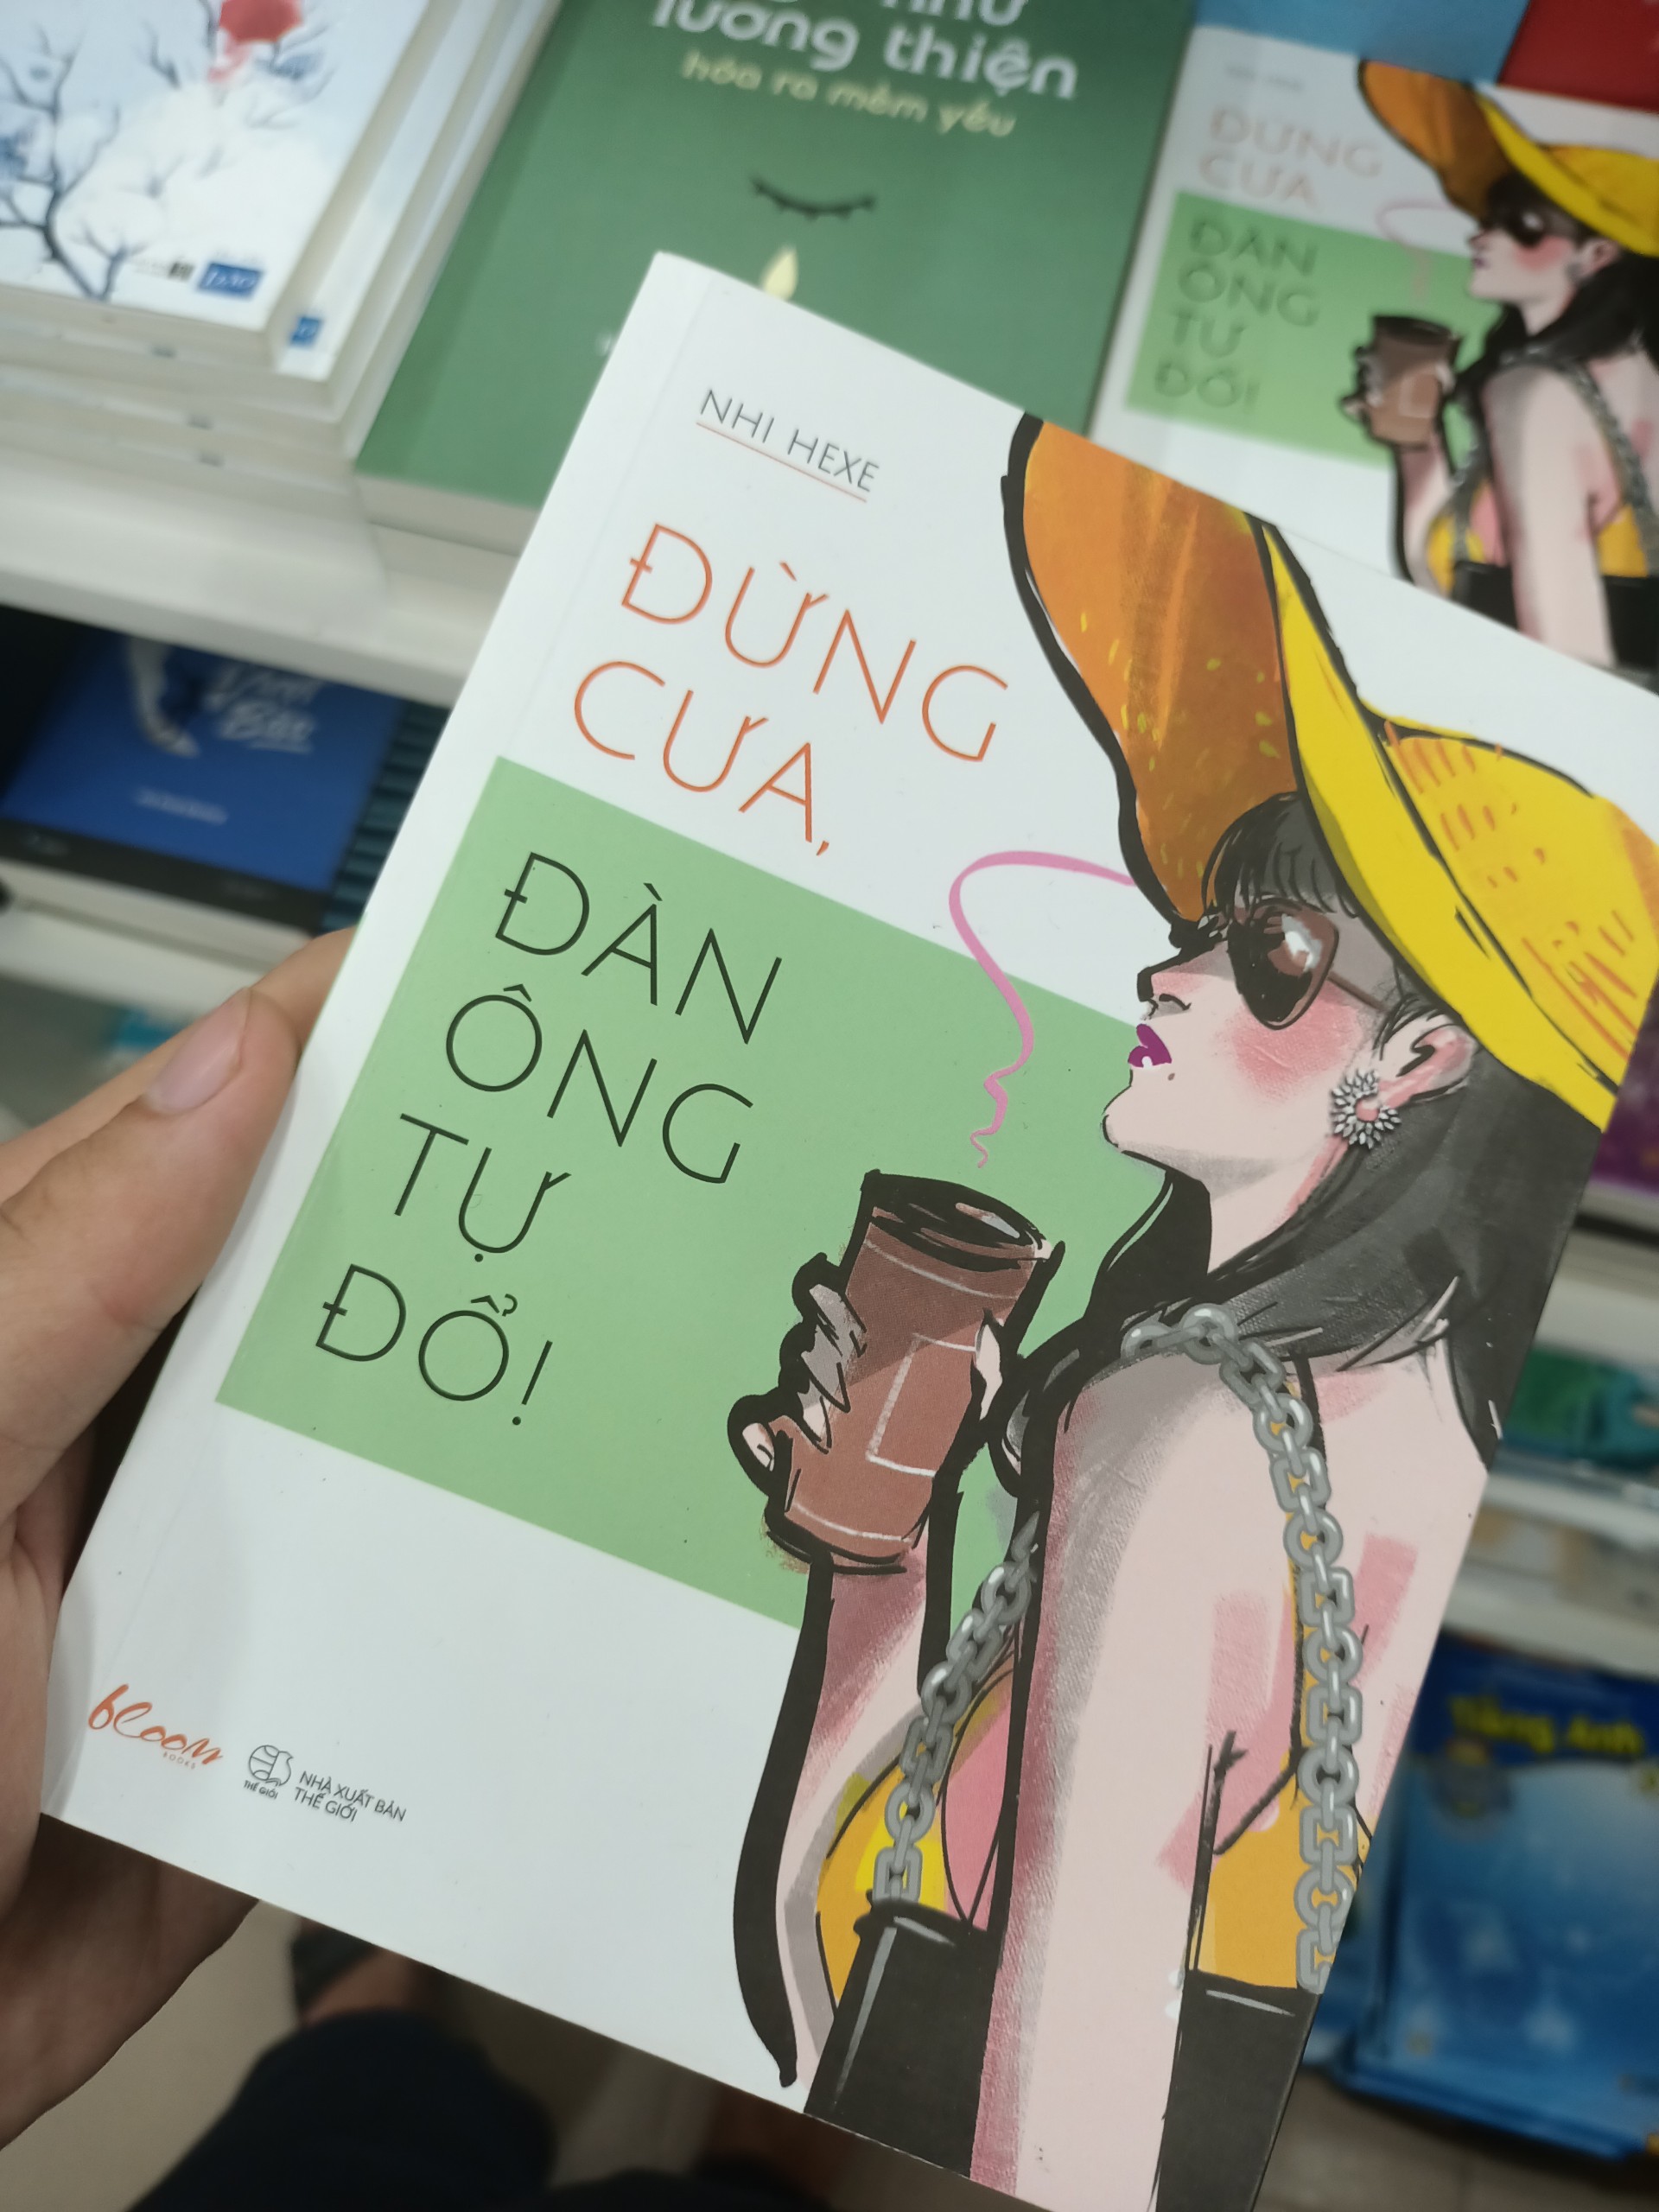 lương thiện
hóa ra mềm yếu
ĐỪNG
CƯA
ĐÀN
ÔNG
TỰ
ĐỔ!
NHI HEXE
ĐỪNG
CƯA,
ĐÀN
ÔNG
TỰ
ĐỔ!
bloom
BOOKS
THẾ GIỚI
NHÀ XUẤT BẢN
THẾ GIỚI
Tiếng Anh